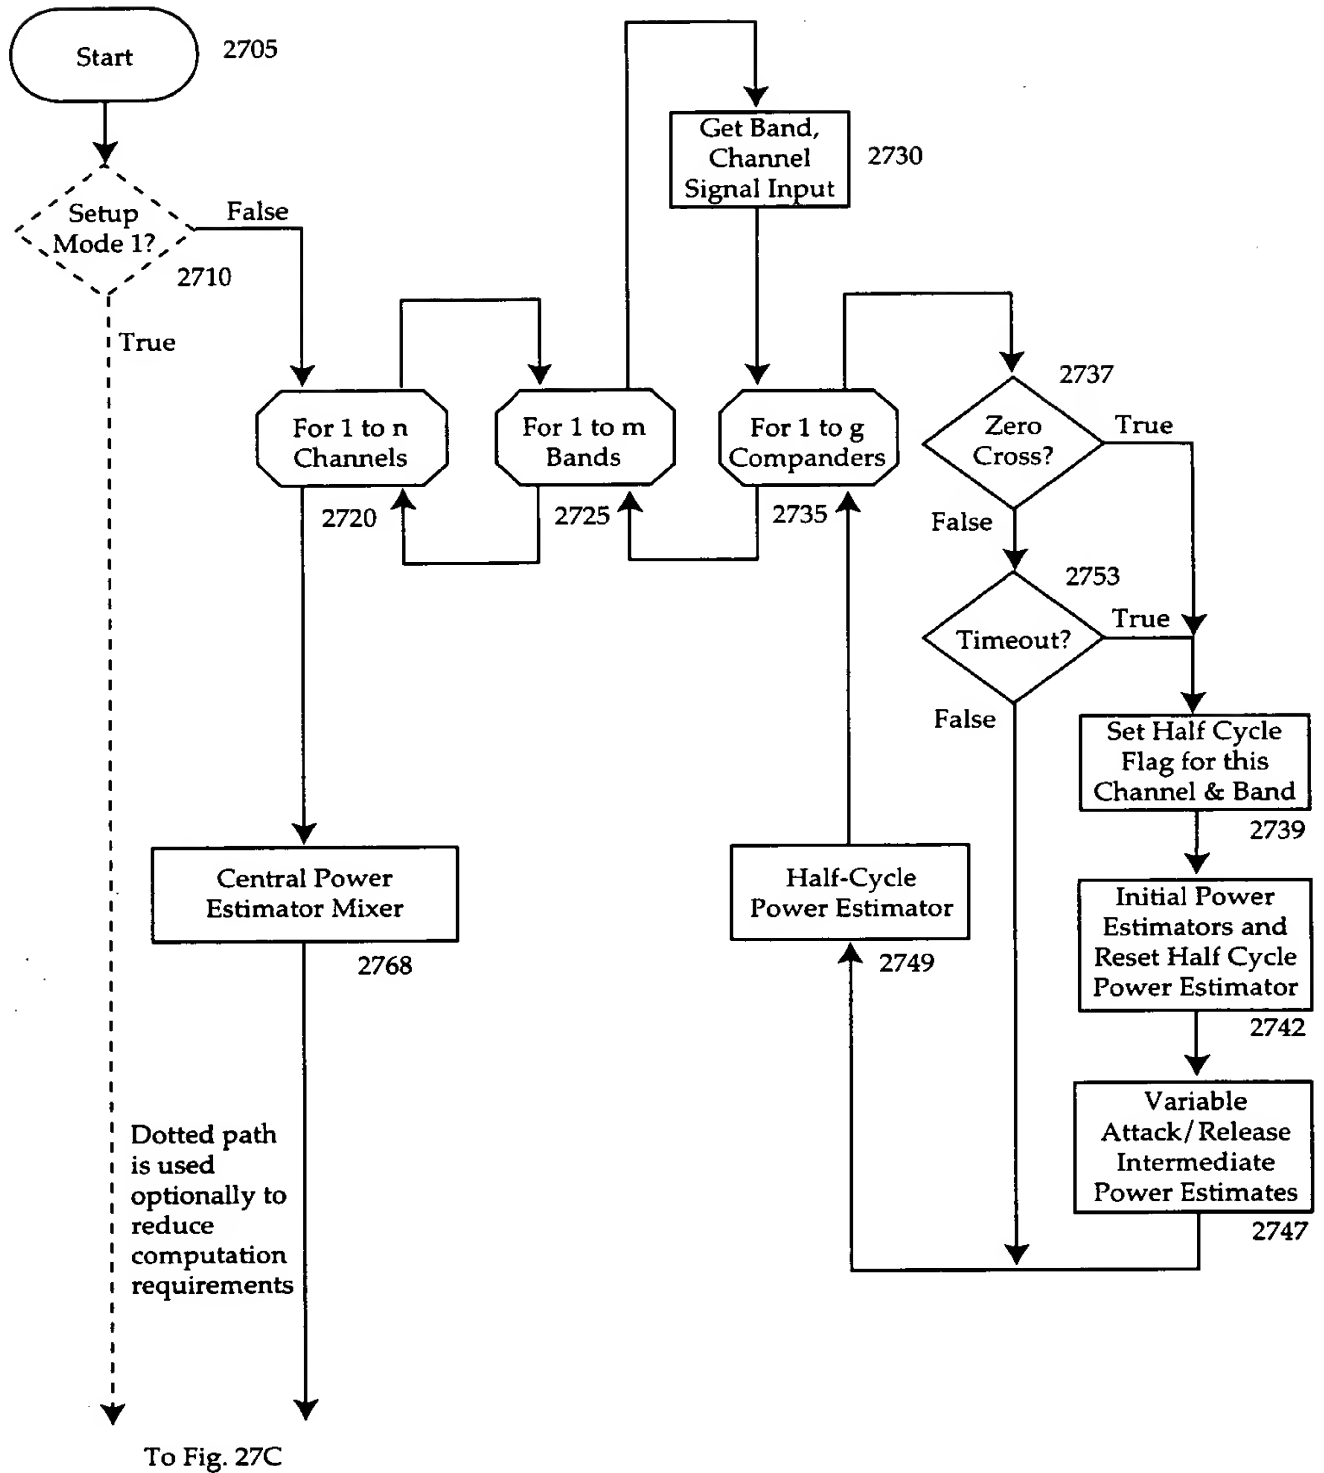 Start
2705
Setup
Mode 1?
2710
False
True
For 1 to n
Channels
2720
For 1 to m
Bands
2725
Get Band,
Channel
Signal Input
2730
For 1 to g
Companders
2735
Zero
Cross?
2737
True
False
Timeout?
2753
True
False
Set Half Cycle
Flag for this
Channel & Band
2739
Initial Power
Estimators and
Reset Half Cycle
Power Estimator
2742
Variable
Attack/Release
Intermediate
Power Estimates
2747
Half-Cycle
Power Estimator
2749
Central Power
Estimator Mixer
2768
Dotted path
is used
optionally to
reduce
computation
requirements
To Fig. 27C